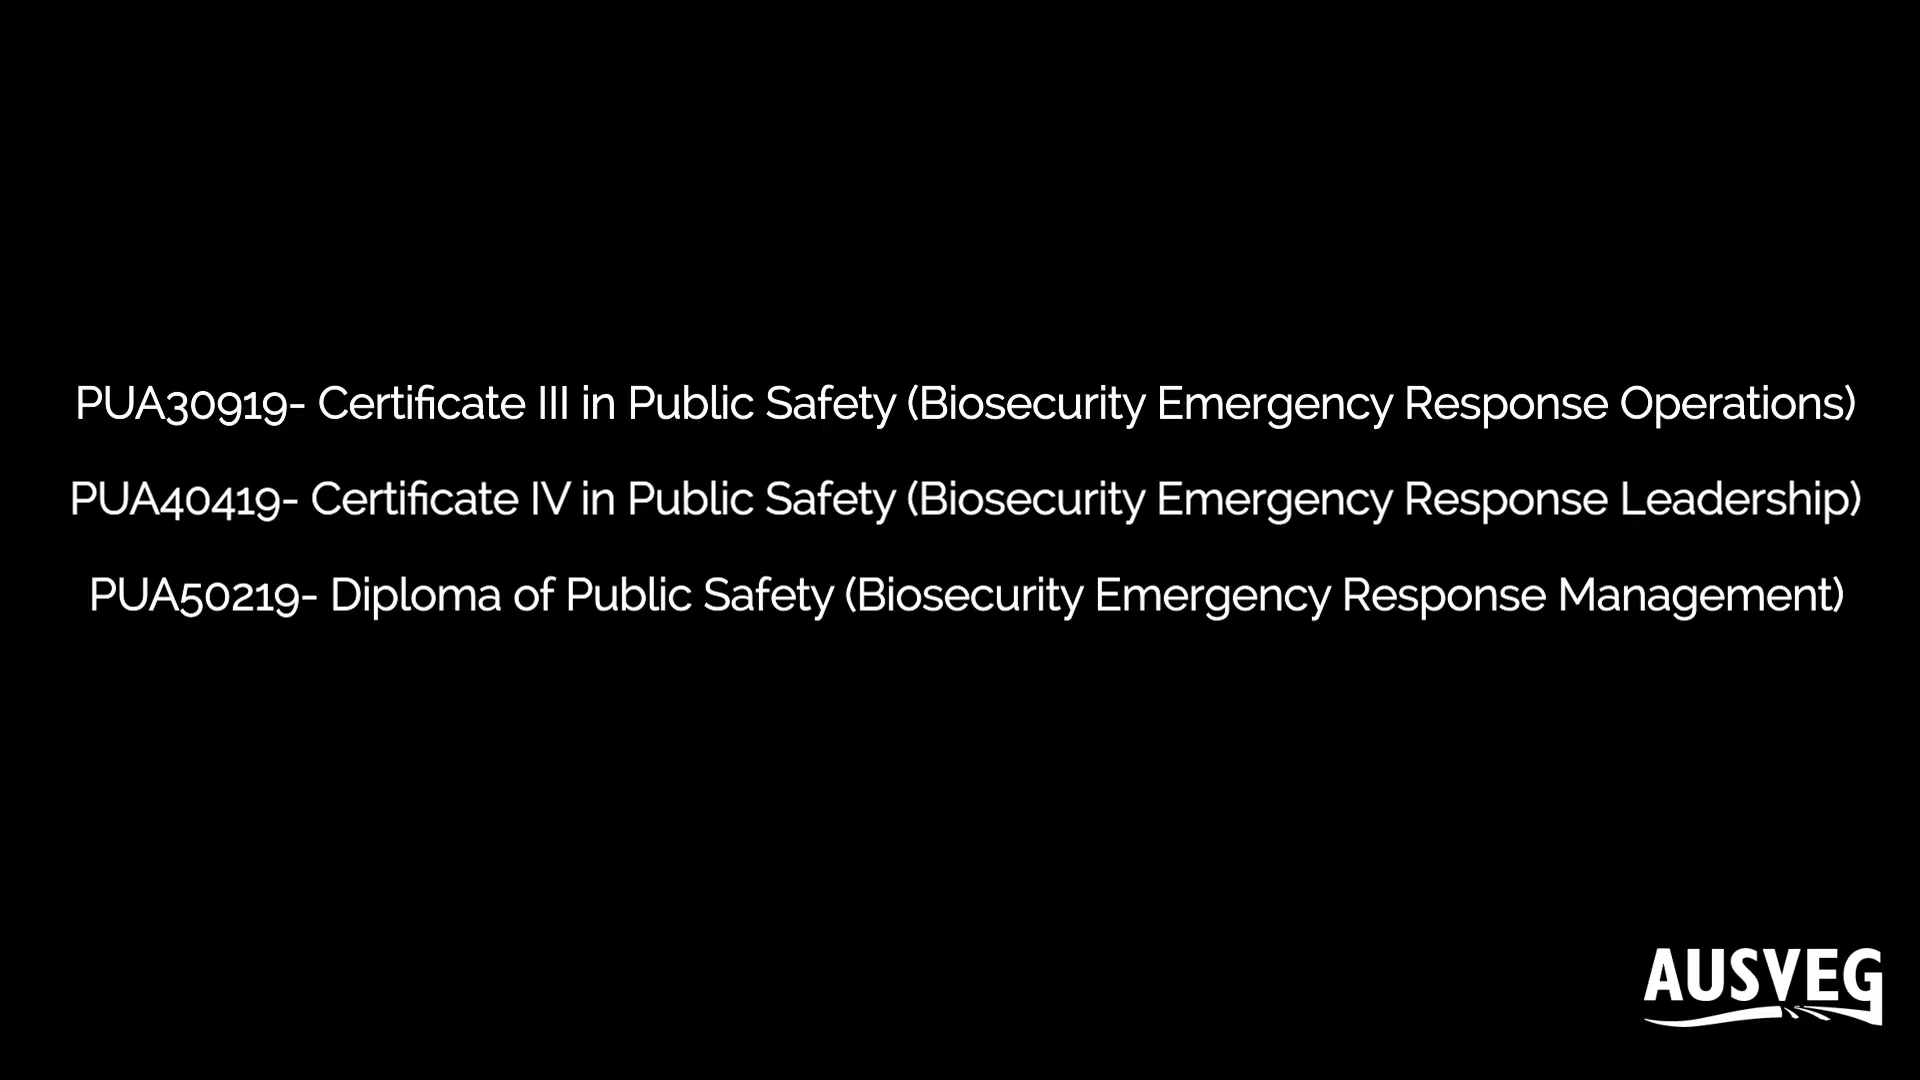 PUA30919- Certificate III in Public Safety (Biosecurity Emergency Response Operations)
PUA40419- Certificate IV in Public Safety (Biosecurity Emergency Response Leadership)
PUA50219- Diploma of Public Safety (Biosecurity Emergency Response Management)
AUSVEG